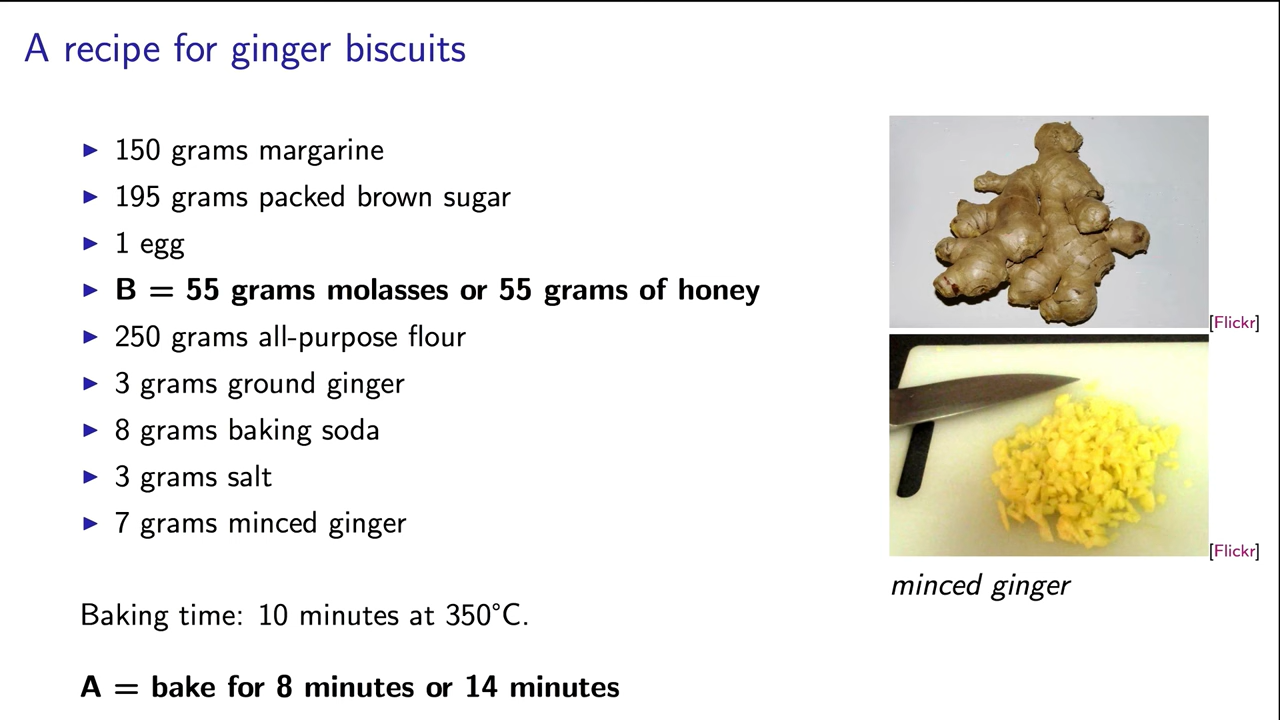 A recipe for ginger biscuits
▶ 150 grams margarine
▶ 195 grams packed brown sugar
▶ 1 egg
▶ B = 55 grams molasses or 55 grams of honey
▶ 250 grams all-purpose flour
▶ 3 grams ground ginger
▶ 8 grams baking soda
▶ 3 grams salt
▶ 7 grams minced ginger
Baking time: 10 minutes at 350°C.
A = bake for 8 minutes or 14 minutes
[Flickr]
[Flickr]
minced ginger